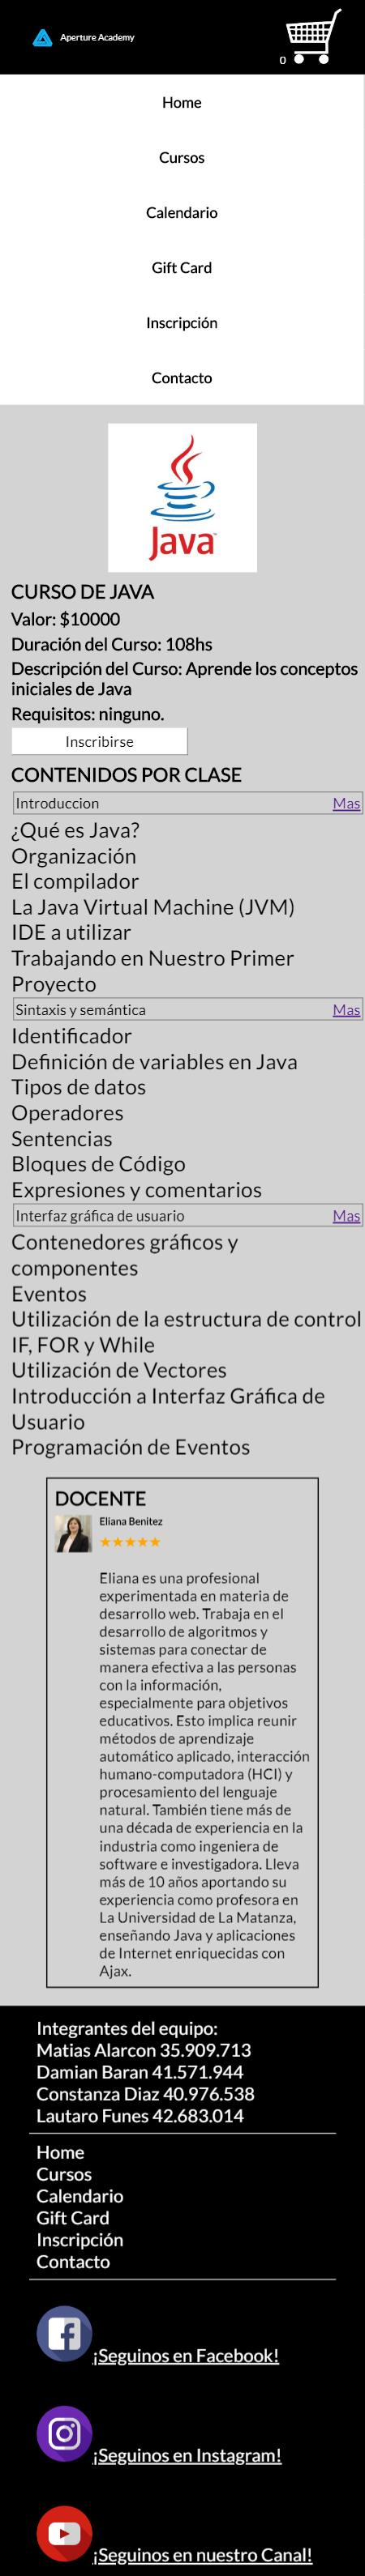 Aperture Academy
0
Home
Cursos
Calendario
Gift Card
Inscripción
Contacto
Java
CURSO DE JAVA
Valor: $10000
Duración del Curso: 108hs
Descripción del Curso: Aprende los conceptos
iniciales de Java
Requisitos: ninguno.
Inscribirse
CONTENIDOS POR CLASE
Introduccion Mas
¿Qué es Java?
Organización
El compilador
La Java Virtual Machine (JVM)
IDE a utilizar
Trabajando en Nuestro Primer
Proyecto
Sintaxis y semántica Mas
Identificador
Definición de variables en Java
Tipos de datos
Operadores
Sentencias
Bloques de Código
Expresiones y comentarios
Interfaz gráfica de usuario Mas
Contenedores gráficos y
componentes
Eventos
Utilización de la estructura de control
IF, FOR y While
Utilización de Vectores
Introducción a Interfaz Gráfica de
Usuario
Programación de Eventos
DOCENTE
Eliana Benitez
★★★★★
Eliana es una profesional
experimentada en materia de
desarrollo web. Trabaja en el
desarrollo de algoritmos y
sistemas para conectar de
manera efectiva a las personas
con la información,
especialmente para objetivos
educativos. Esto implica reunir
métodos de aprendizaje
automático aplicado, interacción
humano-computadora (HCI) y
procesamiento del lenguaje
natural. También tiene más de
una década de experiencia en la
industria como ingeniera de
software e investigadora. Lleva
más de 10 años aportando su
experiencia como profesora en
La Universidad de La Matanza,
enseñando Java y aplicaciones
de Internet enriquecidas con
Ajax.
Integrantes del equipo:
Matias Alarcon 35.909.713
Damian Baran 41.571.944
Constanza Diaz 40.976.538
Lautaro Funes 42.683.014
Home
Cursos
Calendario
Gift Card
Inscripción
Contacto
¡Seguinos en Facebook!
¡Seguinos en Instagram!
¡Seguinos en nuestro Canal!